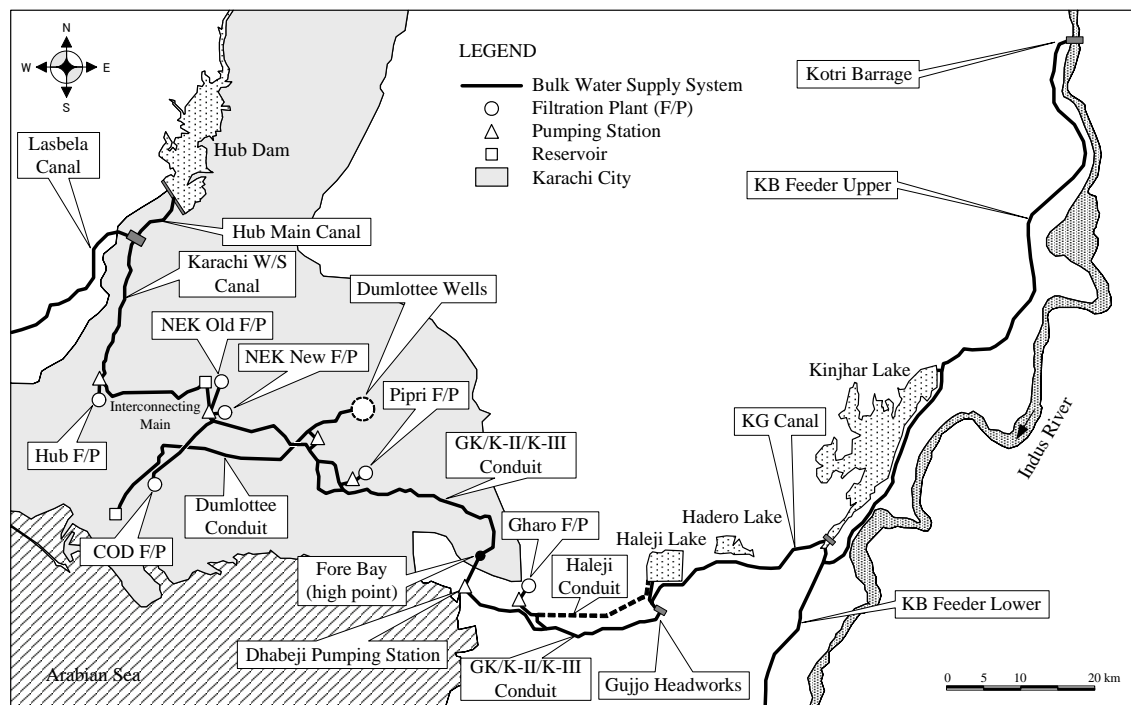 N
W
E
S
LEGEND
Bulk Water Supply System
Filtration Plant (F/P)
Pumping Station
Reservoir
Karachi City
Kotri Barrage
Lasbela
Canal
Hub Dam
KB Feeder Upper
Hub Main Canal
Karachi W/S
Canal
Dumlottee Wells
NEK Old F/P
NEK New F/P
Kinjhar Lake
Pipri F/P
Interconnecting
Main
KG Canal
Indus River
Hub F/P
GK/K-II/K-III
Conduit
Dumlottee
Conduit
Hadero Lake
Gharo F/P
Haleji Lake
COD F/P
Fore Bay
(high point)
Haleji
Conduit
KB Feeder Lower
Dhabeji Pumping Station
GK/K-II/K-III
Conduit
Gujjo Headworks
Arabian Sea
0 5 10 20 km